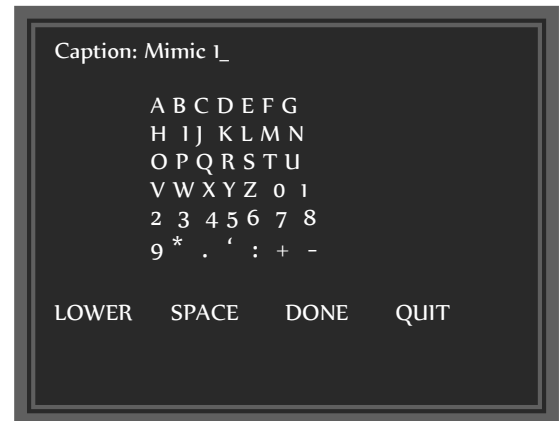 Caption: Mimic 1_
A B C D E F G
H I J K L M N
O P Q R S T U
V W X Y Z 0 1
2 3 4 5 6 7 8
9 * . ‘ : + -
LOWER SPACE DONE QUIT